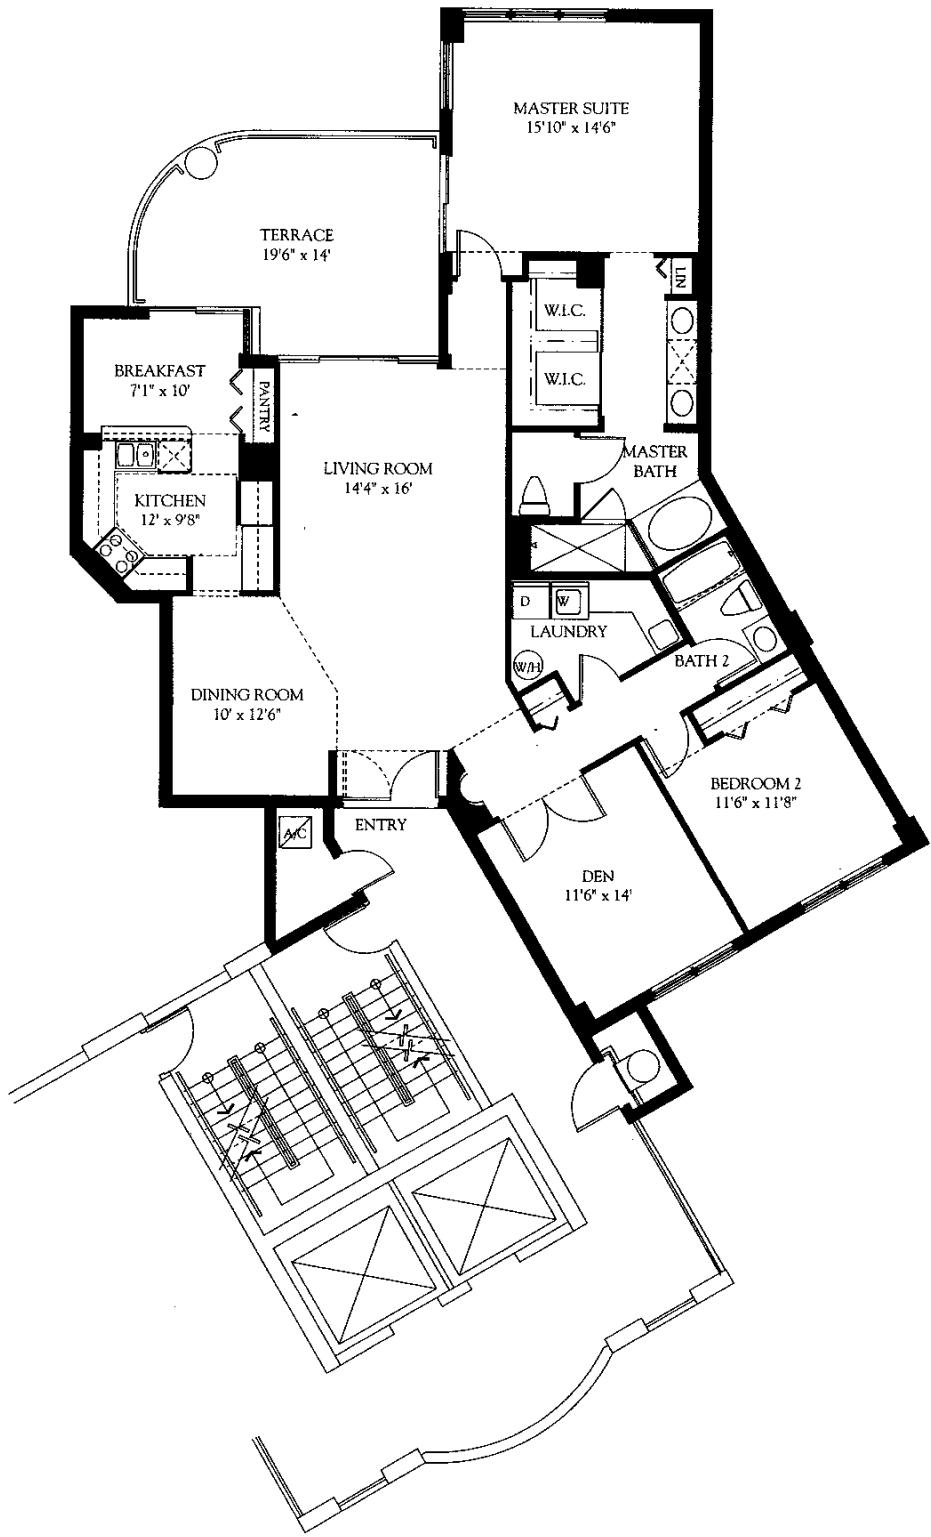 MASTER SUITE
15'10" x 14'6"
TERRACE
19'6" x 14'
LIN
W.I.C.
W.I.C.
BREAKFAST
7'1" x 10'
PANTRY
MASTER
BATH
LIVING ROOM
14'4" x 16'
KITCHEN
12' x 9'8"
D
W
LAUNDRY
W/H
BATH 2
DINING ROOM
10' x 12'6"
BEDROOM 2
11'6" x 11'8"
ENTRY
A/C
DEN
11'6" x 14'